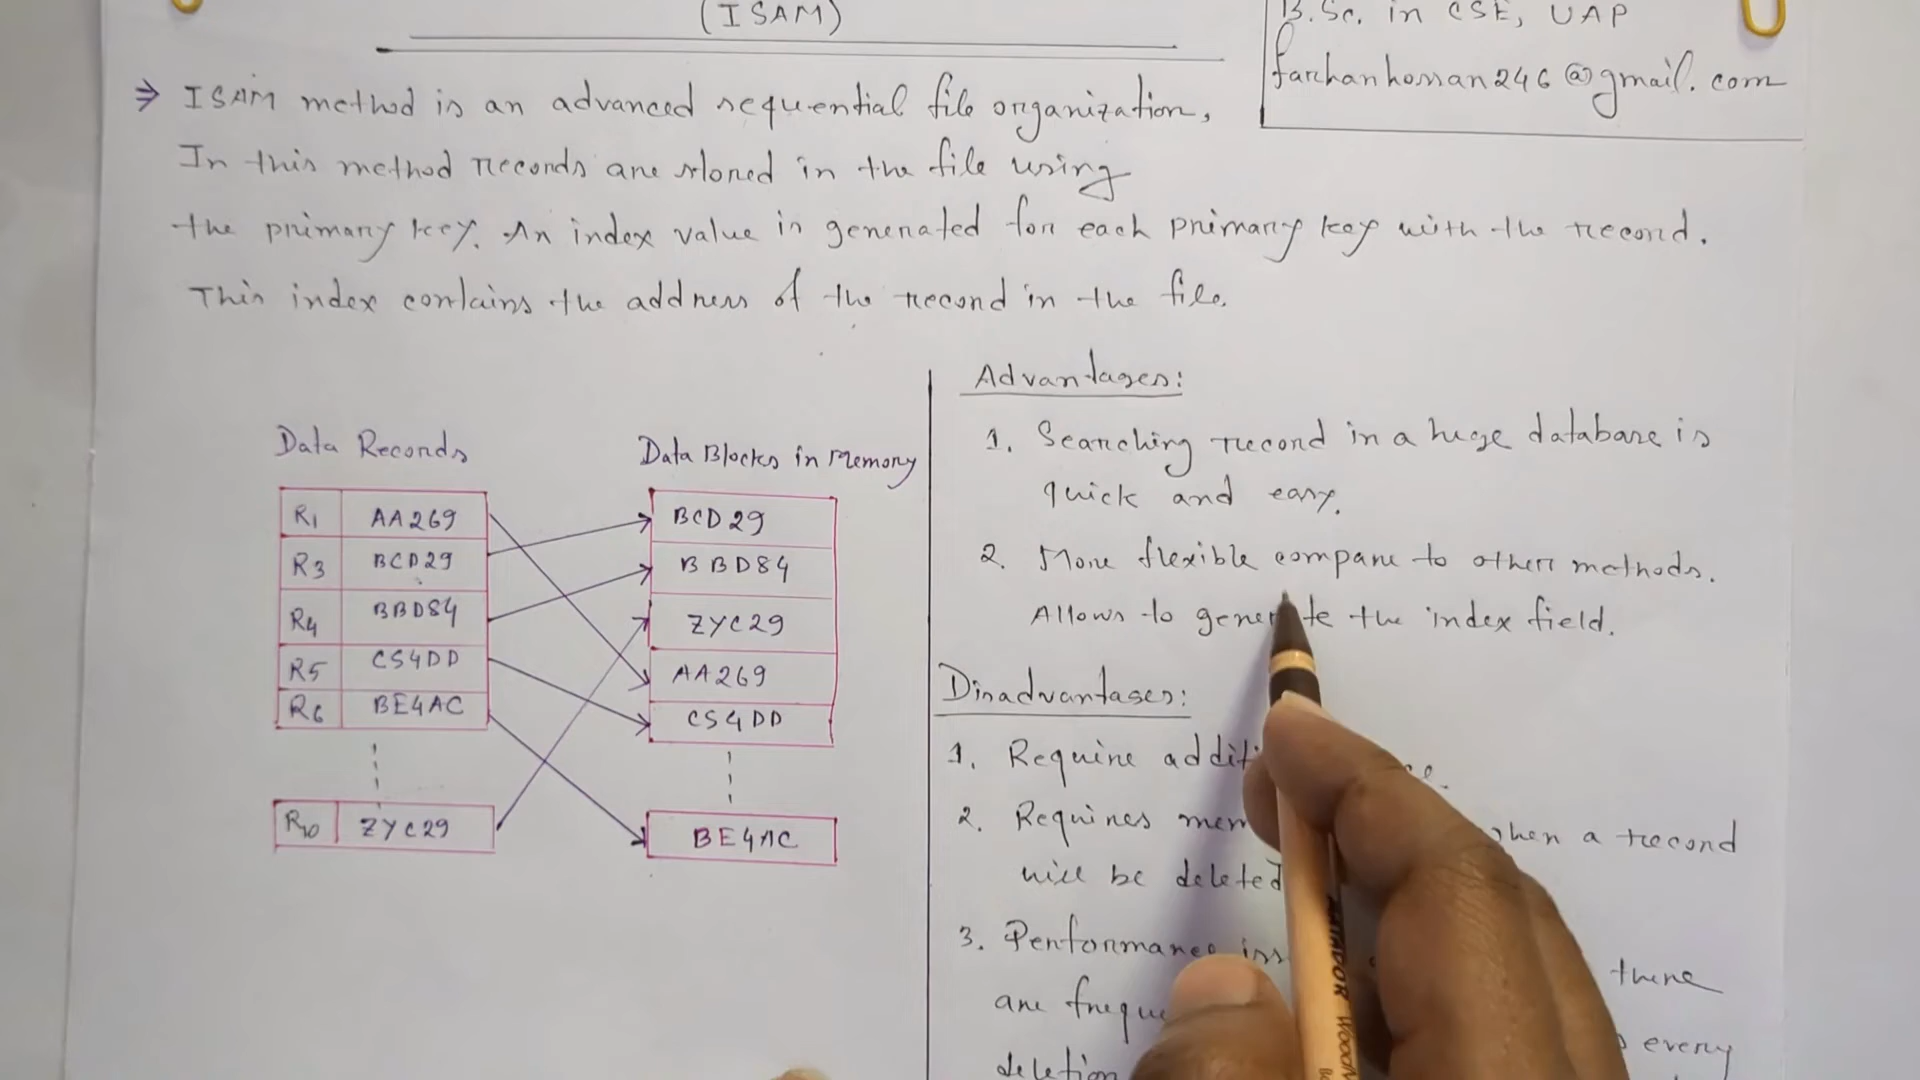 (ISAM)
B.Sc. in CSE, UAP
farhanhossan246@gmail.com
⇒ ISAM method is an advanced sequential file organization,
In this method records are stored in the file using
the primary key. An index value is generated for each primary key with the record.
This index contains the address of the record in the file.
Data Records
R1 AA269
R3 BCD29
R4 BBD84
R5 CS4DD
R6 BE4AC
R10 ZYC29
Data Blocks in Memory
BCD29
BBD84
ZYC29
AA269
CS4DD
BE4AC
Advantages:
1. Searching record in a huge database is
quick and easy.
2. More flexible compare to other methods.
Allows to generate the index field.
Disadvantages:
1. Require
2. Requires when a record
will be deleted
3. Performance there
are
every
deletion
MATADOR